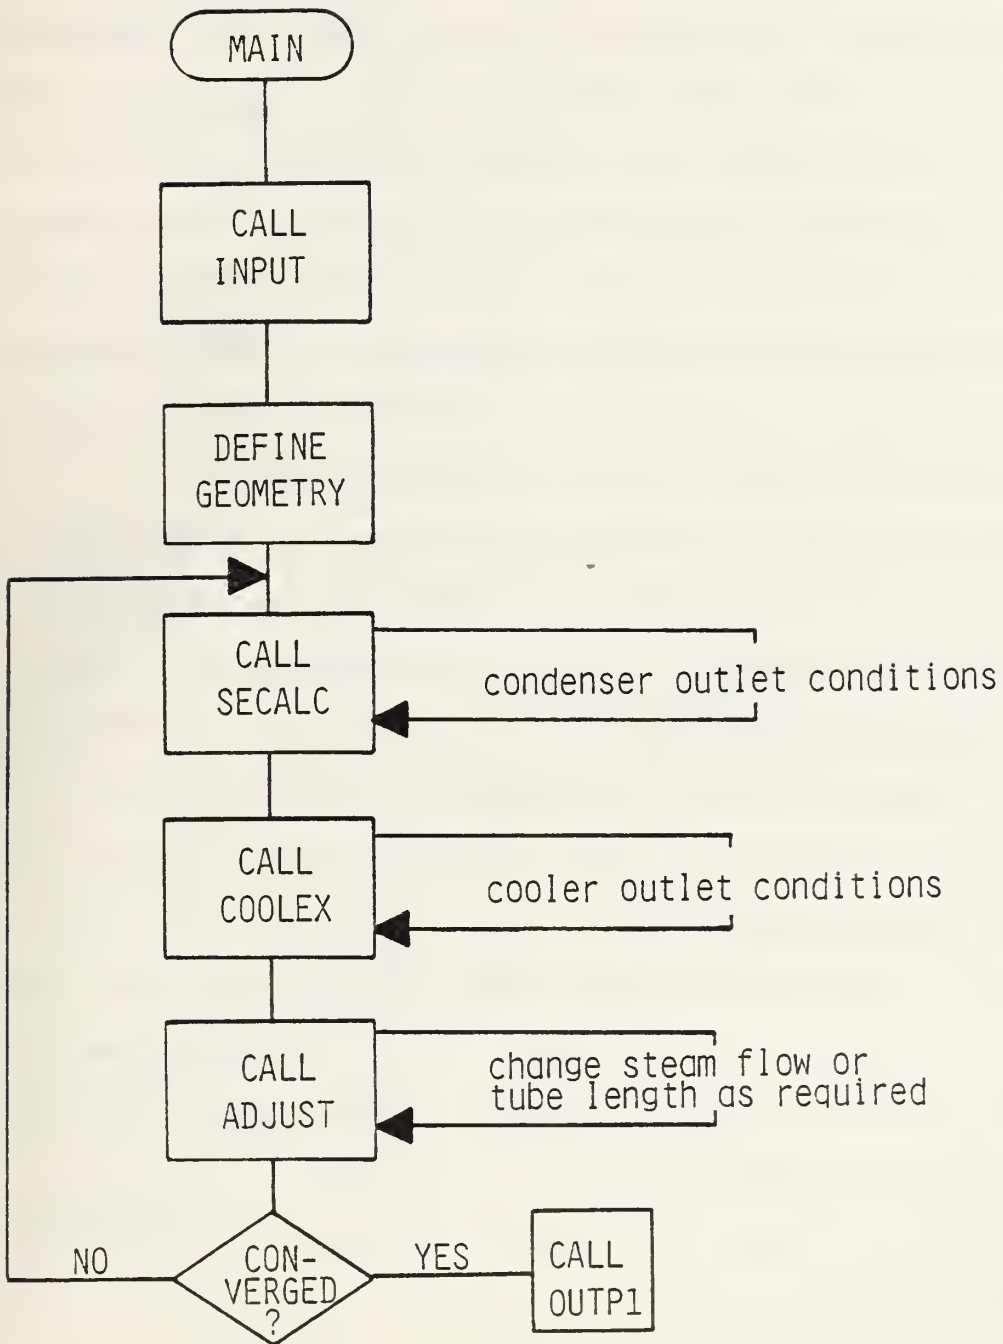 MAIN
CALL
INPUT
DEFINE
GEOMETRY
CALL
SECALC
condenser outlet conditions
CALL
COOLEX
cooler outlet conditions
CALL
ADJUST
change steam flow or
tube length as required
NO
CON-
VERGED
?
YES
CALL
OUTP1